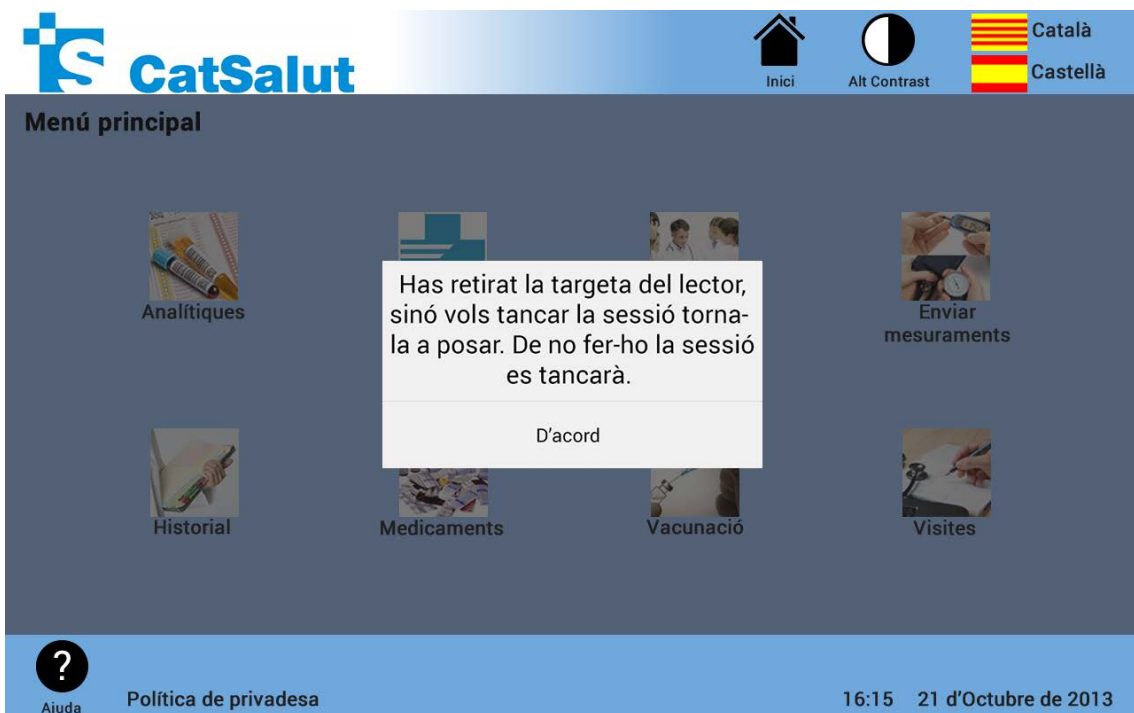 CatSalut
Inici
Alt Contrast
Català
Castellà
Menú principal
Analítiques
Enviar
mesuraments
Has retirat la targeta del lector,
sinó vols tancar la sessió torna-
la a posar. De no fer-ho la sessió
es tancarà.
D'acord
Historial
Medicaments
Vacunació
Visites
?
Ajuda
Política de privadesa
16:15 21 d'Octubre de 2013